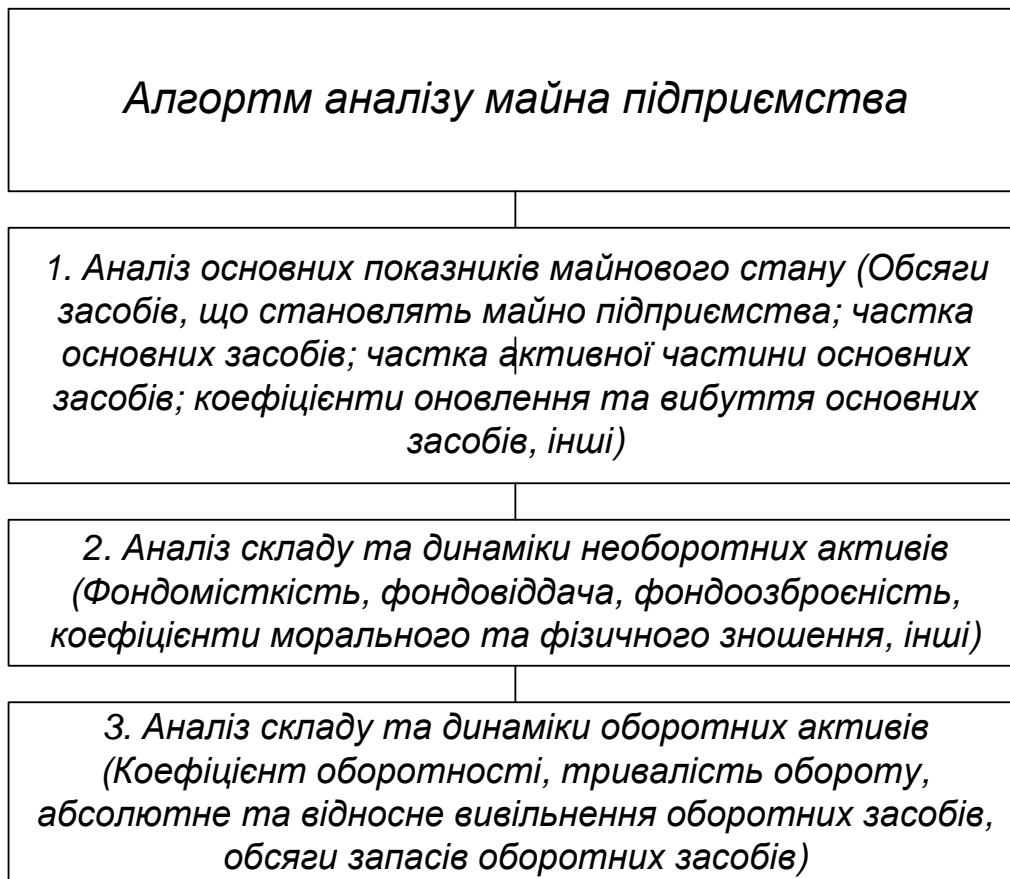 Алгортм аналізу майна підприємства
1. Аналіз основних показників майнового стану (Обсяги
засобів, що становлять майно підприємства; частка
основних засобів; частка активної частини основних
засобів; коефіцієнти оновлення та вибуття основних
засобів, інші)
2. Аналіз складу та динаміки необоротних активів
(Фондомісткість, фондовіддача, фондоозброєність,
коефіцієнти морального та фізичного зношення, інші)
3. Аналіз складу та динаміки оборотних активів
(Коефіцієнт оборотності, тривалість обороту,
абсолютне та відносне вивільнення оборотних засобів,
обсяги запасів оборотних засобів)